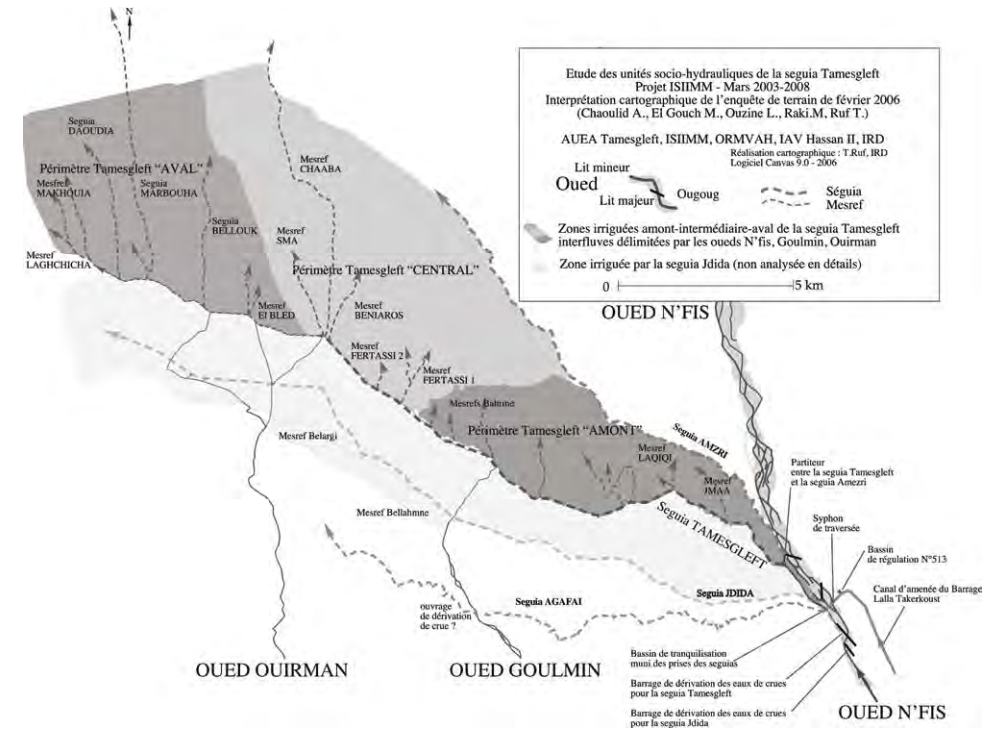 N
Etude des unités socio-hydrauliques de la seguia Tamesgleft
Projet ISIIMM - Mars 2003-2008
Interprétation cartographique de l'enquête de terrain de février 2006
(Chaoulid A., El Gouch M., Ouzine L., Raki.M, Ruf T.)
AUEA Tamesgleft, ISIIMM, ORMVAH, IAV Hassan II, IRD
Réalisation cartographique : T.Ruf, IRD
Logiciel Canvas 9.0 - 2006
Lit mineur
Oued
Lit majeur
Ougoug
Séguia
Mesref
Zones irriguées amont-intermédiaire-aval de la seguia Tamesgleft
interfluves délimitées par les oueds N'fis, Goulmin, Ouirman
Zone irriguée par la seguia Jdida (non analysée en détails)
0
5 km
Seguia
DAOUDIA
Périmètre Tamesgleft "AVAL"
Mesref
MAKHOUIA
Seguia
MARBOUHA
Mesref
CHAABA
Seguia
BELLOUK
Mesref
SMA
Mesref
LAGHCHICHA
Périmètre Tamesgleft "CENTRAL"
Mesref
El BLED
Mesref
BENIAROS
OUED N'FIS
Mesref
FERTASSI 2
Mesref
FERTASSI 1
Mesrefs
Périmètre Tamesgleft "AMONT"
Seguia AMZRI
Mesref Belargi
Mesref
LAQIQI
Mesref
JMAA
Partiteur
entre la seguia Tamesgleft
et la seguia Amezri
Mesref Bellahmne
Seguia TAMESGLEFT
Syphon
de traversée
Bassin
de régulation N°513
Canal d'amenée du Barrage
Lalla Takerkoust
ouvrage
de dérivation
de crue ?
Seguia AGAFAI
Seguia JDIDA
OUED OUIRMAN
OUED GOULMIN
Bassin de tranquilisation
muni des prises des seguias
Barrage de dérivation des eaux de crues
pour la seguia Tamesgleft
Barrage de dérivation des eaux de crues
pour la seguia Jdida
OUED N'FIS